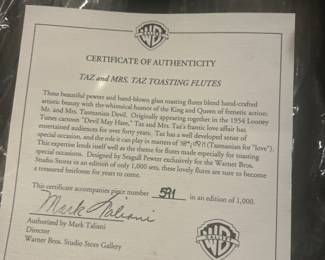 WB
CERTIFICATE OF AUTHENTICITY
TAZ and MRS. TAZ TOASTING FLUTES
These beautiful pewter and hand-blown glass toasting flutes blend hand-crafted
artistic beauty with the whimsical humor of the King and Queen of frenetic action:
Mr. and Mrs. Tasmanian Devil. Originally appearing together in the 1954 Looney
Tunes cartoon "Devil May Hare," Taz and Mrs. Taz's frantic love affair has
entertained audiences for over forty years. Taz has a well developed sense of
special occasion, and the role it can play in matters of (Tasmanian for "love").
This expertise lends itself well as the theme for flutes made especially for toasting
special occasions. Designed by Seagull Pewter exclusively for the Warner Bros.
Studio Stores in an edition of only 1,000 sets, these lovely flutes are sure to become
a treasured heirloom for years to come.
This certificate accompanies piece number 591 in an edition of 1,000.
Mark Taliani
Authorized by Mark Taliani
Director
Warner Bros. Studio Store Gallery